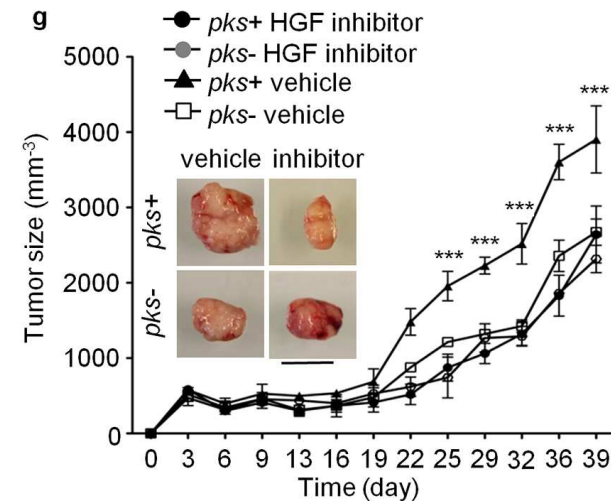 g
pks+ HGF inhibitor
pks- HGF inhibitor
pks+ vehicle
pks- vehicle
vehicle inhibitor
pks+
pks-
Tumor size (mm-3)
5000
4000
3000
2000
1000
0
*** *** *** *** ***
0 3 6 9 13 16 19 22 25 29 32 36 39
Time (day)